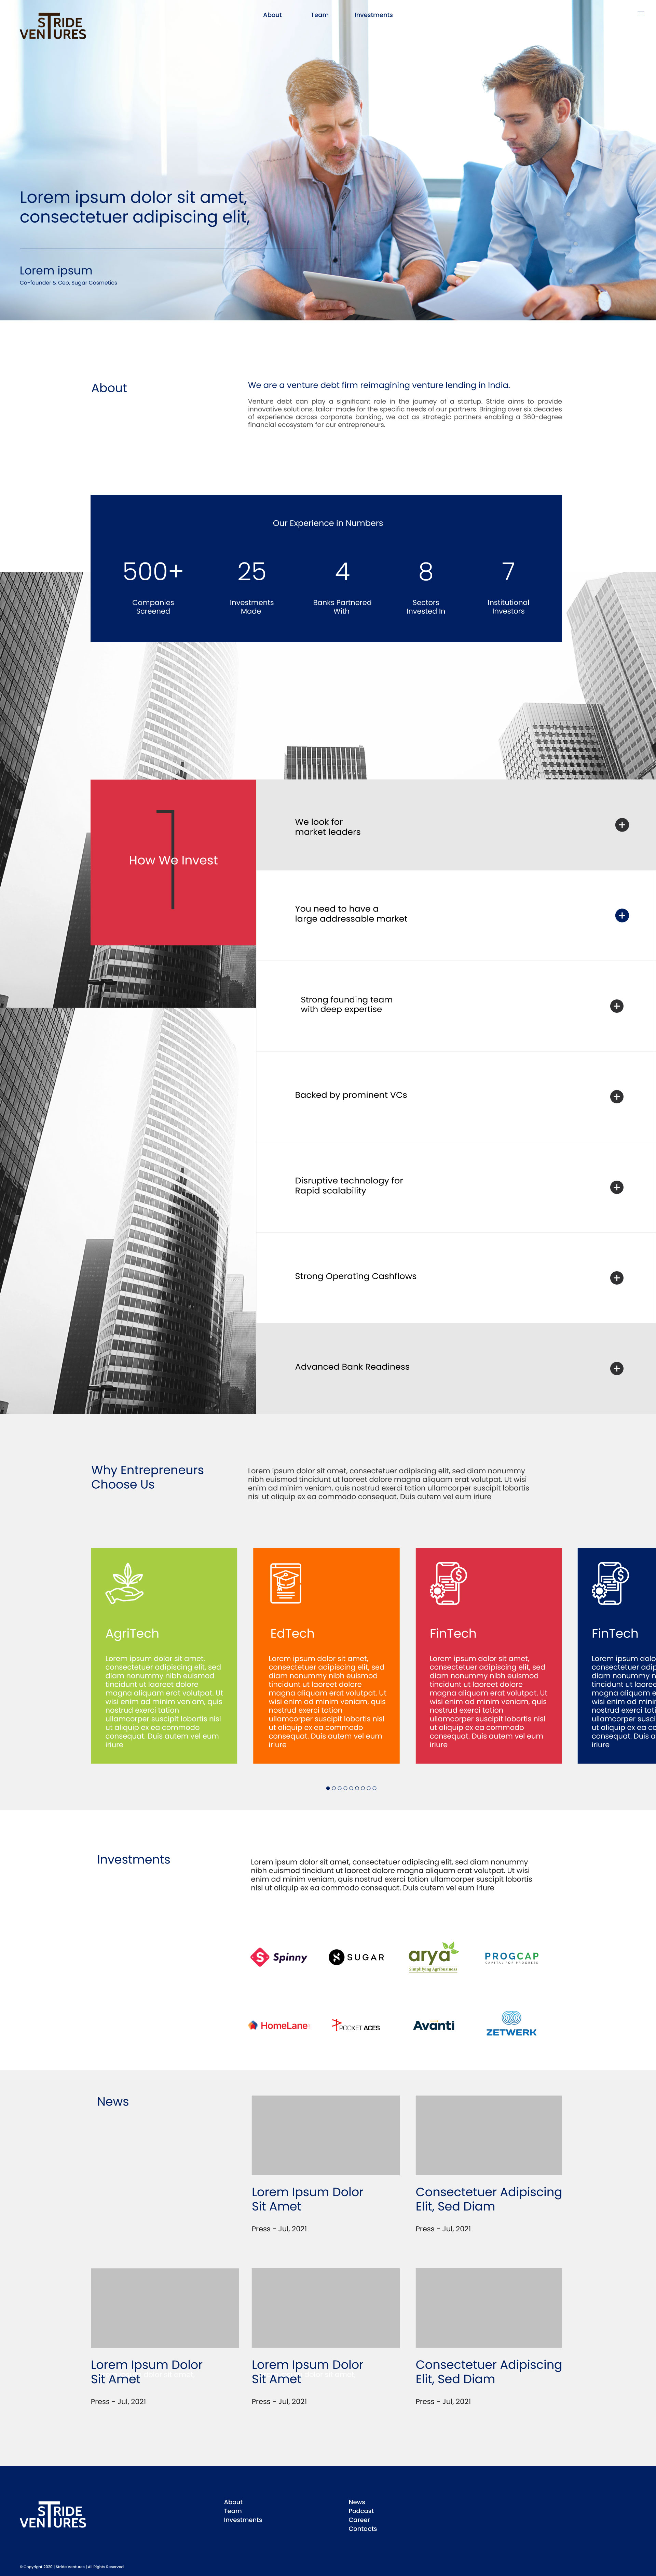 STRIDE
VENTURES
About
Team
Investments
Lorem ipsum dolor sit amet,
consectetuer adipiscing elit,
Lorem ipsum
Co-founder & Ceo, Sugar Cosmetics
About
We are a venture debt firm reimagining venture lending in India.
Venture debt can play a significant role in the journey of a startup. Stride aims to provide
innovative solutions, tailor-made for the specific needs of our partners. Bringing over six decades
of experience across corporate banking, we act as strategic partners enabling a 360-degree
financial ecosystem for our entrepreneurs.
Our Experience in Numbers
500+
Companies
Screened
25
Investments
Made
4
Banks Partnered
With
8
Sectors
Invested In
7
Institutional
Investors
1
How We Invest
We look for
market leaders
You need to have a
large addressable market
Strong founding team
with deep expertise
Backed by prominent VCs
Disruptive technology for
Rapid scalability
Strong Operating Cashflows
Advanced Bank Readiness
Why Entrepreneurs
Choose Us
Lorem ipsum dolor sit amet, consectetuer adipiscing elit, sed diam nonummy
nibh euismod tincidunt ut laoreet dolore magna aliquam erat volutpat. Ut wisi
enim ad minim veniam, quis nostrud exerci tation ullamcorper suscipit lobortis
nisl ut aliquip ex ea commodo consequat. Duis autem vel eum iriure
AgriTech
Lorem ipsum dolor sit amet,
consectetuer adipiscing elit, sed
diam nonummy nibh euismod
tincidunt ut laoreet dolore
magna aliquam erat volutpat. Ut
wisi enim ad minim veniam, quis
nostrud exerci tation
ullamcorper suscipit lobortis nisl
ut aliquip ex ea commodo
consequat. Duis autem vel eum
iriure
EdTech
Lorem ipsum dolor sit amet,
consectetuer adipiscing elit, sed
diam nonummy nibh euismod
tincidunt ut laoreet dolore
magna aliquam erat volutpat. Ut
wisi enim ad minim veniam, quis
nostrud exerci tation
ullamcorper suscipit lobortis nisl
ut aliquip ex ea commodo
consequat. Duis autem vel eum
iriure
FinTech
Lorem ipsum dolor sit amet,
consectetuer adipiscing elit, sed
diam nonummy nibh euismod
tincidunt ut laoreet dolore
magna aliquam erat volutpat. Ut
wisi enim ad minim veniam, quis
nostrud exerci tation
ullamcorper suscipit lobortis nisl
ut aliquip ex ea commodo
consequat. Duis autem vel eum
iriure
FinTech
Lorem ipsum dolo
consectetuer adip
diam nonummy n
tincidunt ut laoree
magna aliquam e
wisi enim ad minin
nostrud exerci tati
ullamcorper susci
ut aliquip ex ea cc
consequat. Duis a
iriure
Investments
Lorem ipsum dolor sit amet, consectetuer adipiscing elit, sed diam nonummy
nibh euismod tincidunt ut laoreet dolore magna aliquam erat volutpat. Ut wisi
enim ad minim veniam, quis nostrud exerci tation ullamcorper suscipit lobortis
nisl ut aliquip ex ea commodo consequat. Duis autem vel eum iriure
Spinny
SUGAR
arya
Simplifying Agribusiness
PROGCAP
CAPITAL FOR PROGRESS
HomeLane
POCKET ACES
Avanti
ZETWERK
News
Lorem Ipsum Dolor
Sit Amet
Press - Jul, 2021
Consectetuer Adipiscing
Elit, Sed Diam
Press - Jul, 2021
Lorem Ipsum Dolor
Sit Amet
Press - Jul, 2021
Lorem Ipsum Dolor
Sit Amet
Press - Jul, 2021
Consectetuer Adipiscing
Elit, Sed Diam
Press - Jul, 2021
STRIDE
VENTURES
About
Team
Investments
News
Podcast
Career
Contacts
© Copyright 2020 | Stride Ventures | All Rights Reserved